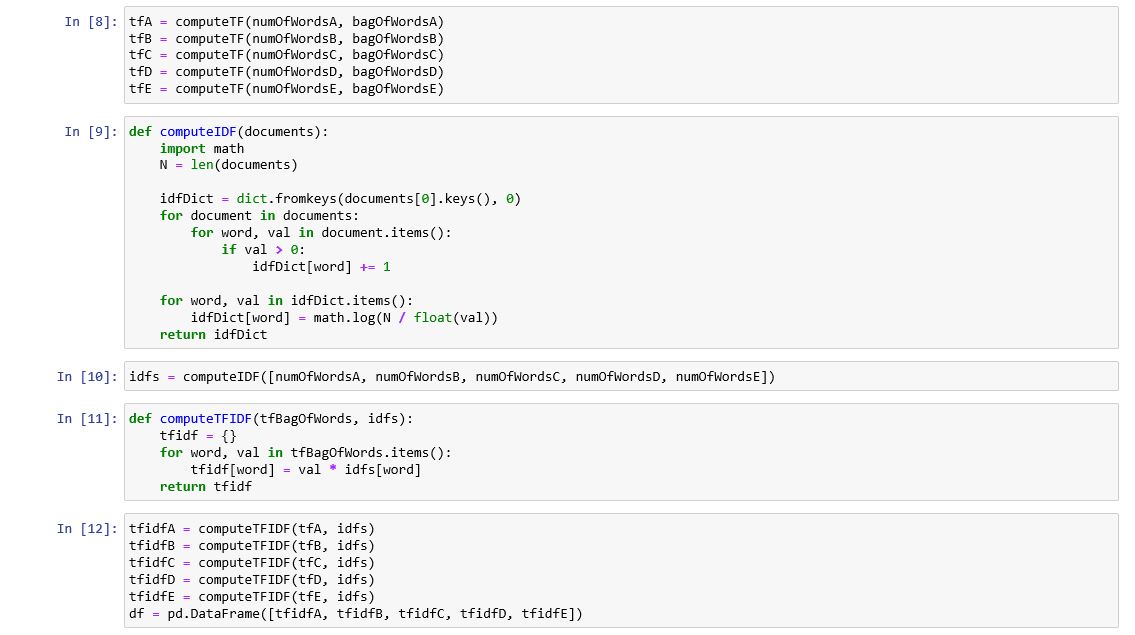 In [8]: tfA = computeTF(numOfWordsA, bagOfWordsA)
tfB = computeTF(numOfWordsB, bagOfWordsB)
tfC = computeTF(numOfWordsC, bagOfWordsC)
tfD = computeTF(numOfWordsD, bagOfWordsD)
tfE = computeTF(numOfWordsE, bagOfWordsE)
In [9]: def computeIDF(documents):
    import math
    N = len(documents)

    idfDict = dict.fromkeys(documents[0].keys(), 0)
    for document in documents:
        for word, val in document.items():
            if val > 0:
                idfDict[word] += 1

    for word, val in idfDict.items():
        idfDict[word] = math.log(N / float(val))
    return idfDict
In [10]: idfs = computeIDF([numOfWordsA, numOfWordsB, numOfWordsC, numOfWordsD, numOfWordsE])
In [11]: def computeTFIDF(tfBagOfWords, idfs):
    tfidf = {}
    for word, val in tfBagOfWords.items():
        tfidf[word] = val * idfs[word]
    return tfidf
In [12]: tfidfA = computeTFIDF(tfA, idfs)
tfidfB = computeTFIDF(tfB, idfs)
tfidfC = computeTFIDF(tfC, idfs)
tfidfD = computeTFIDF(tfD, idfs)
tfidfE = computeTFIDF(tfE, idfs)
df = pd.DataFrame([tfidfA, tfidfB, tfidfC, tfidfD, tfidfE])